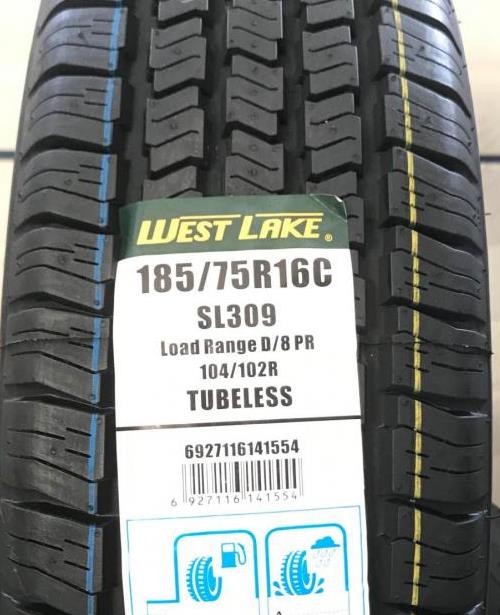 WEST LAKE®
185/75R16C
SL309
Load Range D/8 PR
104/102R
TUBELESS
6927116141554
6 927116 141554